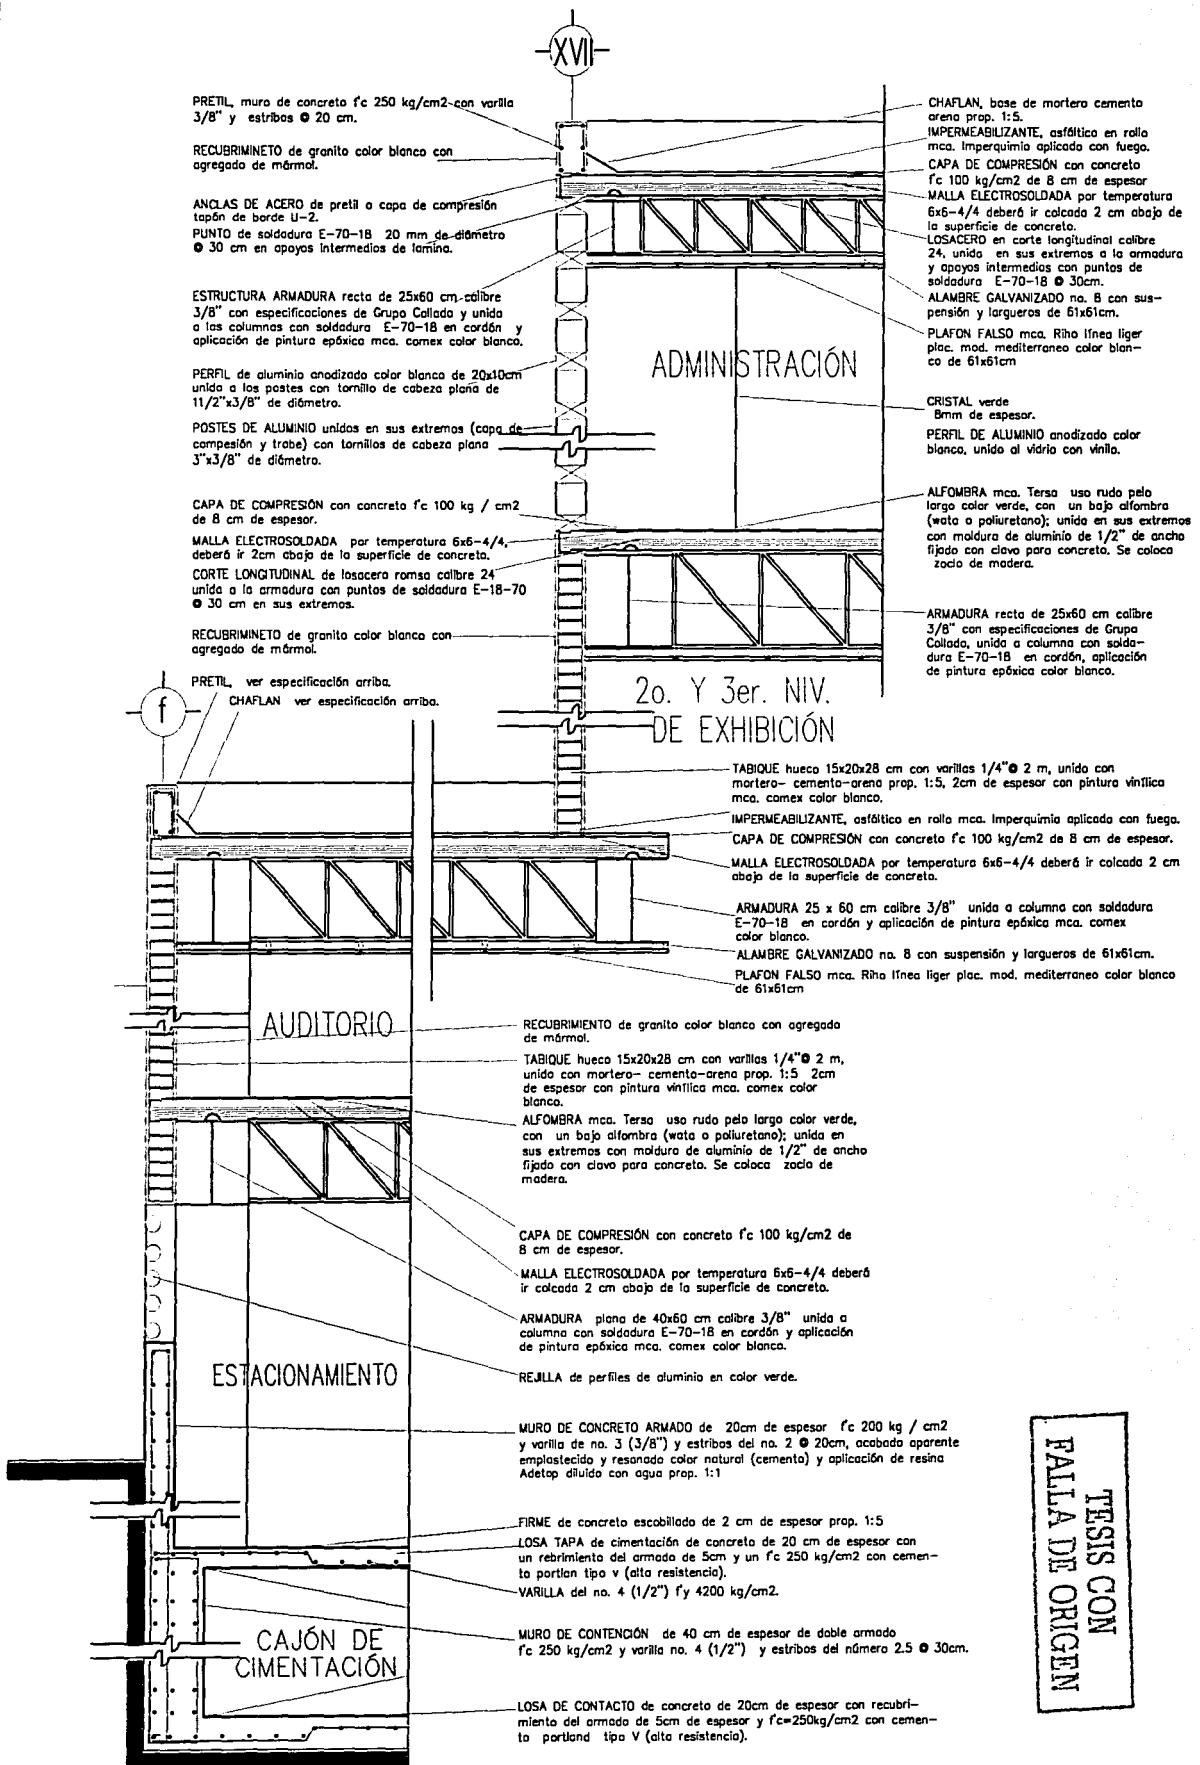 XVII
PRETIL, muro de concreto f'c 250 kg/cm2 con varilla
3/8" y estribos @ 20 cm.
RECUBRIMINETO de granito color blanco con
agregado de mármol.
ANCLAS DE ACERO de pretil a capa de compresión
tapón de borde U-2.
PUNTO de soldadura E-70-18 20 mm de diámetro
@ 30 cm en apoyos intermedios de lamina.
ESTRUCTURA ARMADURA recta de 25x60 cm calibre
3/8" con especificaciones de Grupo Collado y unida
a las columnas con soldadura E-70-18 en cordón y
aplicación de pintura epóxica mca. comex color blanco.
PERFIL de aluminio anodizado color blanco de 20x10cm
unido a los postes con tornillo de cabeza plana de
11/2"x3/8" de diámetro.
POSTES DE ALUMINIO unidos en sus extremos (capa de
compesión y trabe) con tornillos de cabeza plana
3"x3/8" de diámetro.
CAPA DE COMPRESIÓN con concreto f'c 100 kg / cm2
de 8 cm de espesor.
MALLA ELECTROSOLDADA por temperatura 6x6-4/4,
deberá ir 2cm abajo de la superficie de concreto.
CORTE LONGITUDINAL de losacero romsa calibre 24
unida a la armadura con puntos de soldadura E-18-70
@ 30 cm en sus extremos.
RECUBRIMINETO de granito color blanco con
agregado de mármol.
PRETIL, ver especificación arriba.
CHAFLAN ver especificación arriba.
f
CHAFLAN, base de mortero cemento
arena prop. 1:5.
IMPERMEABILIZANTE, asfáltico en rollo
mca. Imperquimia aplicado con fuego.
CAPA DE COMPRESIÓN con concreto
f'c 100 kg/cm2 de 8 cm de espesor
MALLA ELECTROSOLDADA por temperatura
6x6-4/4 deberá ir colcada 2 cm abajo de
la superficie de concreto.
LOSACERO en corte longitudinal calibre
24, unida en sus extremos a la armadura
y apoyos intermedios con puntos de
soldadura E-70-18 @ 30cm.
ALAMBRE GALVANIZADO no. 8 con sus-
pensión y largueros de 61x61cm.
PLAFON FALSO mca. Riho línea liger
plac. mod. mediterraneo color blan-
co de 61x61cm
ADMINISTRACIÓN
CRISTAL verde
8mm de espesor.
PERFIL DE ALUMINIO anodizado color
blanco, unido al vidrio con vinilo.
ALFOMBRA mca. Terso uso rudo pelo
largo color verde, con un bajo alfombra
(wata o poliuretano); unida en sus extremos
con moldura de aluminio de 1/2" de ancho
fijado con clavo para concreto. Se coloca
zoclo de madera.
ARMADURA recta de 25x60 cm calibre
3/8" con especificaciones de Grupo
Collado, unida a columna con solda-
dura E-70-18 en cordón, aplicación
de pintura epóxica color blanco.
2o. Y 3er. NIV.
DE EXHIBICIÓN
TABIQUE hueco 15x20x28 cm con varillas 1/4"@ 2 m, unido con
mortero- cemento-arena prop. 1:5, 2cm de espesor con pintura vinílica
mca. comex color blanco.
IMPERMEABILIZANTE, asfáltico en rollo mca. Imperquimia aplicado con fuego.
CAPA DE COMPRESIÓN con concreto f'c 100 kg/cm2 de 8 cm de espesor.
MALLA ELECTROSOLDADA por temperatura 6x6-4/4 deberá ir colcada 2 cm
abajo de la superficie de concreto.
ARMADURA 25 x 60 cm calibre 3/8" unida a columna con soldadura
E-70-18 en cordón y aplicación de pintura epóxica mca. comex
color blanco.
ALAMBRE GALVANIZADO no. 8 con suspensión y largueros de 61x61cm.
PLAFON FALSO mca. Riho línea liger plac. mod. mediterraneo color blanco
de 61x61cm
AUDITORIO
RECUBRIMIENTO de granito color blanco con agregado
de mármol.
TABIQUE hueco 15x20x28 cm con varillas 1/4"@ 2 m,
unido con mortero- cemento-arena prop. 1:5 2cm
de espesor con pintura vinílica mca. comex color
blanco.
ALFOMBRA mca. Terso uso rudo pelo largo color verde,
con un bajo alfombra (wata o poliuretano); unida en
sus extremos con moldura de aluminio de 1/2" de ancho
fijado con clavo para concreto. Se coloca zoclo de
madera.
CAPA DE COMPRESIÓN con concreto f'c 100 kg/cm2 de
8 cm de espesor.
MALLA ELECTROSOLDADA por temperatura 6x6-4/4 deberá
ir colcada 2 cm abajo de la superficie de concreto.
ARMADURA plana de 40x60 cm calibre 3/8" unida a
columna con soldadura E-70-18 en cordón y aplicación
de pintura epóxica mca. comex color blanco.
ESTACIONAMIENTO
REJILLA de perfiles de aluminio en color verde.
MURO DE CONCRETO ARMADO de 20cm de espesor f'c 200 kg / cm2
y varilla de no. 3 (3/8") y estribos del no. 2 @ 20cm, acabado aparente
emplastecido y resanado color natural (cemento) y aplicación de resina
Adetop diluido con agua prop. 1:1
FIRME de concreto escobillado de 2 cm de espesor prop. 1:5
LOSA TAPA de cimentación de concreto de 20 cm de espesor con
un rebrimiento del armado de 5cm y un f'c 250 kg/cm2 con cemen-
to portlan tipo v (alta resistencia).
VARILLA del no. 4 (1/2") f'y 4200 kg/cm2.
MURO DE CONTENCIÓN de 40 cm de espesor de doble armado
f'c 250 kg/cm2 y varilla no. 4 (1/2") y estribos del número 2.5 @ 30cm.
CAJÓN DE
CIMENTACIÓN
LOSA DE CONTACTO de concreto de 20cm de espesor con recubri-
miento del armado de 5cm de espesor y f'c=250kg/cm2 con cemen-
to portland tipo V (alta resistencia).
TESIS CON
FALLA DE ORIGEN